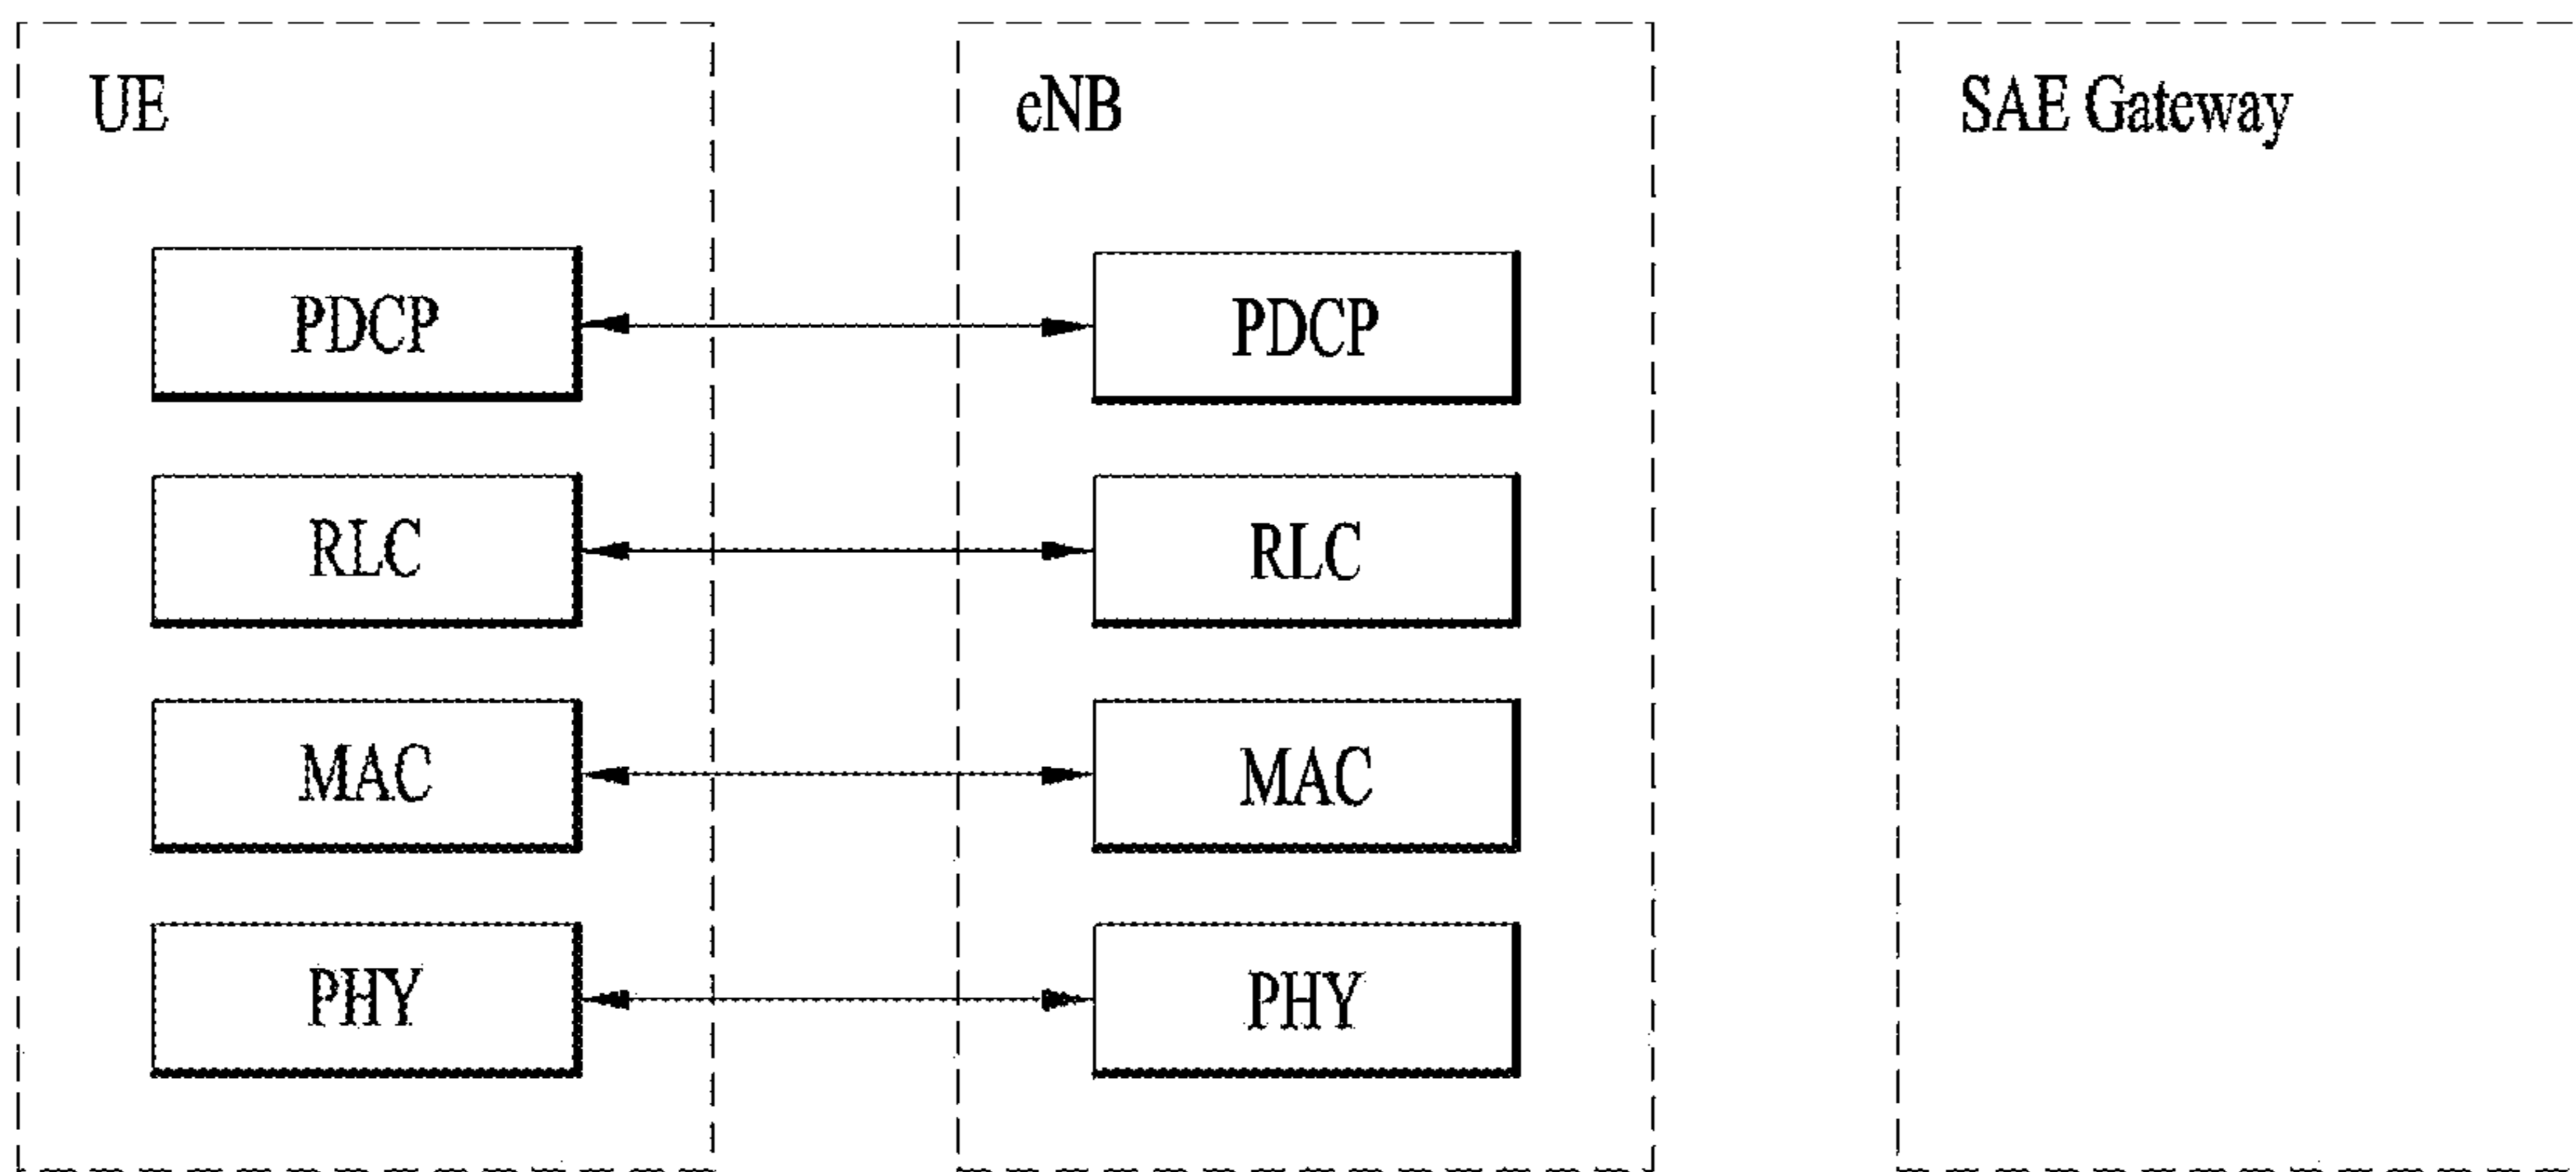 UE
eNB
SAE Gateway
PDCP
PDCP
RLC
RLC
MAC
MAC
PHY
PHY